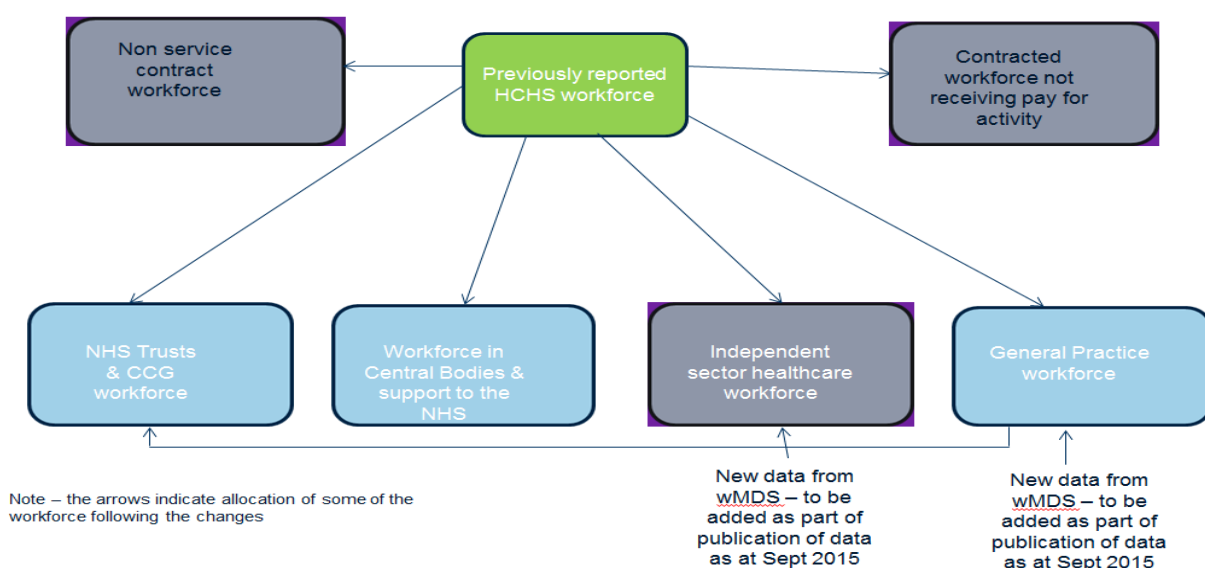 Non service
contract
workforce
Previously reported
HCHS workforce
Contracted
workforce not
receiving pay for
activity
NHS Trusts
& CCG
workforce
Workforce in
Central Bodies &
support to the
NHS
Independent
sector healthcare
workforce
General Practice
workforce
Note – the arrows indicate allocation of some of the
workforce following the changes
New data from
wMDS – to be
added as part of
publication of data
as at Sept 2015
New data from
wMDS – to be
added as part of
publication of data
as at Sept 2015